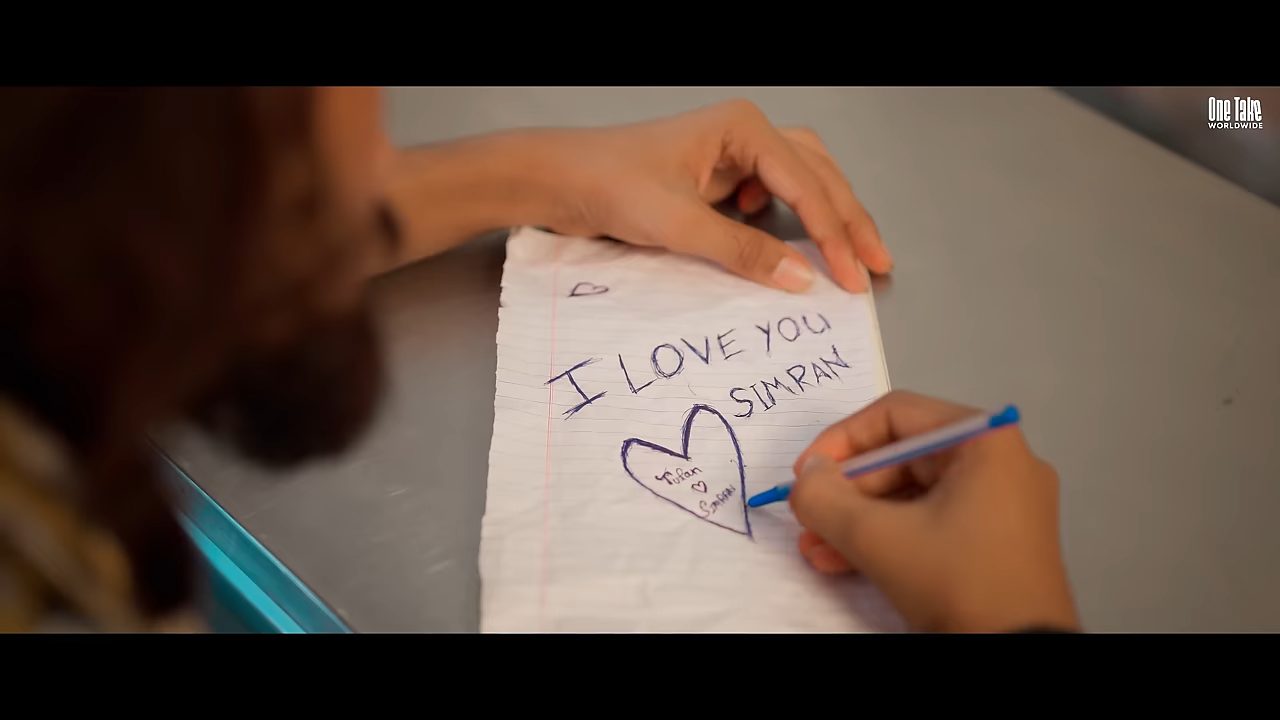 One Take
WORLDWIDE
I LOVE YOU
SIMRAN
Tufan
Simran